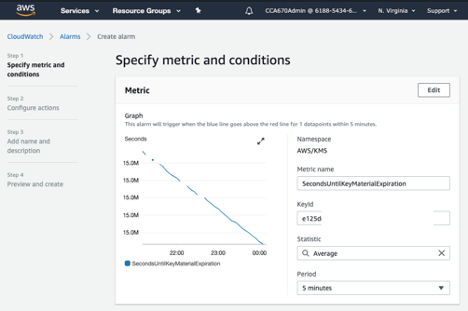 aws
Services
Resource Groups
CCA670Admin @ 6188-5434-6...
N. Virginia
Support
CloudWatch
Alarms
Create alarm
Step 1
Specify metric and
conditions
Step 2
Configure actions
Step 3
Add name and
description
Step 4
Preview and create
Specify metric and conditions
Metric
Edit
Graph
This alarm will trigger when the blue line goes above the red line for 1 datapoints within 5 minutes.
Seconds
15.0M
15.0M
15.0M
15.0M
15.0M
22:00
23:00
00:00
SecondsUntilKeyMaterialExpiration
Namespace
AWS/KMS
Metric name
SecondsUntilKeyMaterialExpiration
KeyId
e125d
Statistic
Average
Period
5 minutes